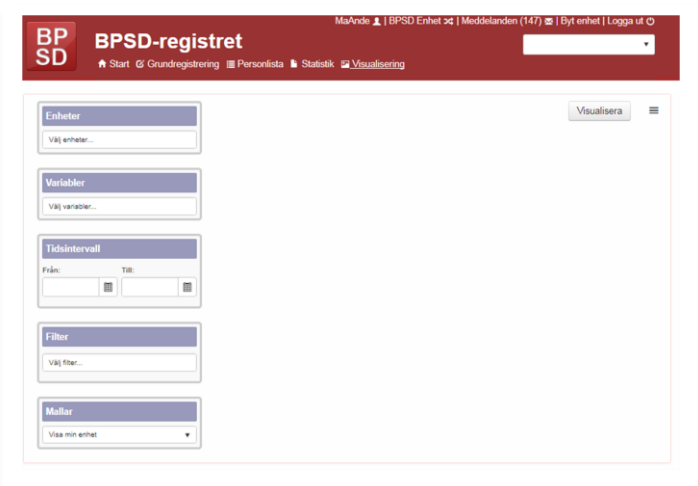 MaAnde | BPSD Enhet | Meddelanden (147) | Byt enhet | Logga ut
BP
SD
BPSD-registret
Start Grundregistrering Personlista Statistik Visualisering
Visualisera
Enheter
Välj enheter...
Variabler
Välj variabler...
Tidsintervall
Från: Till:
Filter
Välj filter...
Mallar
Visa min enhet